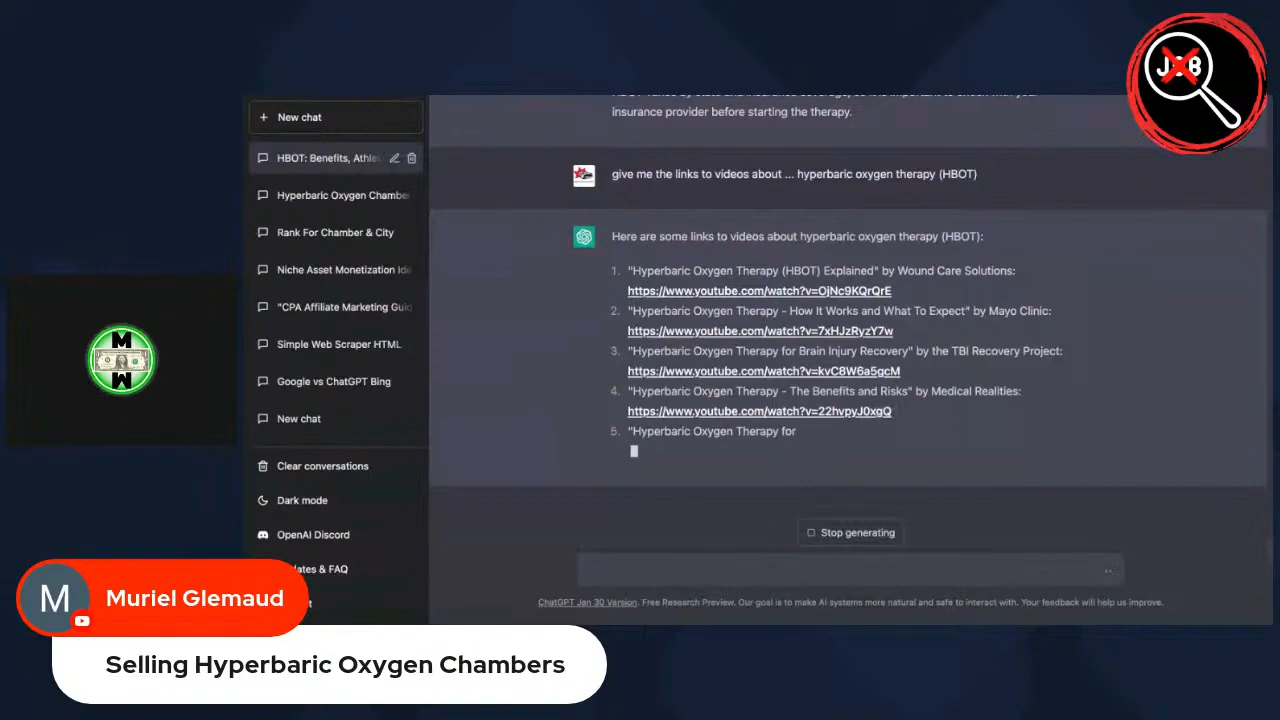 JOB
New chat
HBOT: Benefits, Athle
Hyperbaric Oxygen Chambe
Rank For Chamber & City
Niche Asset Monetization Ide
"CPA Affiliate Marketing Guid
Simple Web Scraper HTML
Google vs ChatGPT Bing
New chat
Clear conversations
Dark mode
OpenAI Discord
& FAQ
insurance provider before starting the therapy.
give me the links to videos about ... hyperbaric oxygen therapy (HBOT)
Here are some links to videos about hyperbaric oxygen therapy (HBOT):
1. "Hyperbaric Oxygen Therapy (HBOT) Explained" by Wound Care Solutions:
https://www.youtube.com/watch?v=OjNc9KQrQrE
2. "Hyperbaric Oxygen Therapy - How It Works and What To Expect" by Mayo Clinic:
https://www.youtube.com/watch?v=7xHJzRyzY7w
3. "Hyperbaric Oxygen Therapy for Brain Injury Recovery" by the TBI Recovery Project:
https://www.youtube.com/watch?v=kvC8W6a5gcM
4. "Hyperbaric Oxygen Therapy - The Benefits and Risks" by Medical Realities:
https://www.youtube.com/watch?v=22hvpyJ0xgQ
5. "Hyperbaric Oxygen Therapy for
Stop generating
ChatGPT Jan 30 Version. Free Research Preview. Our goal is to make AI systems more natural and safe to interact with. Your feedback will help us improve.
M
M
M
Muriel Glemaud
Selling Hyperbaric Oxygen Chambers